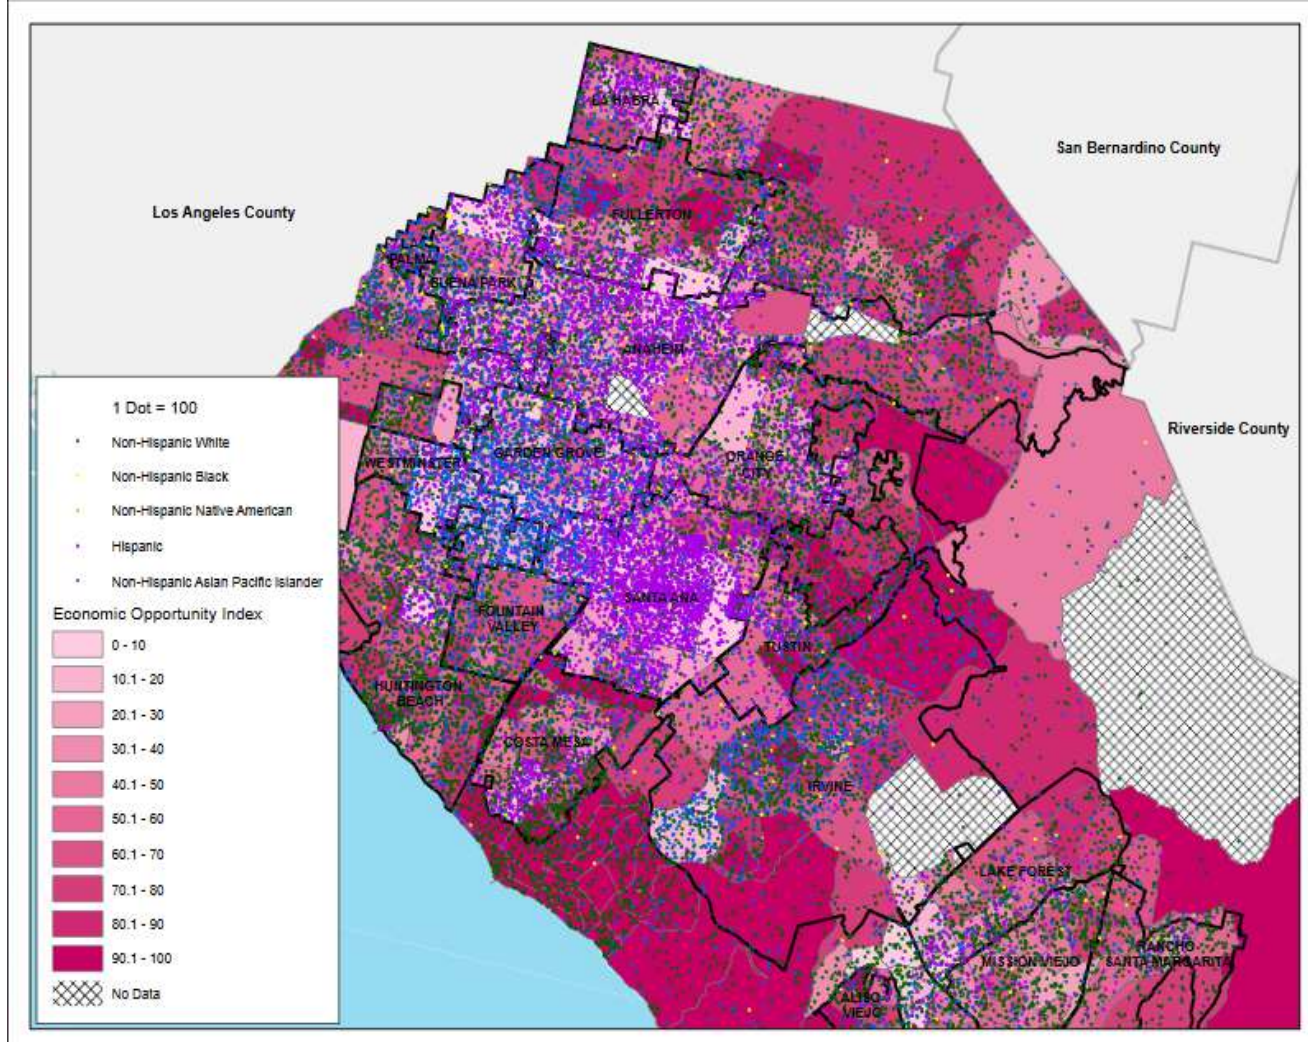 LA HABRA
San Bernardino County
Los Angeles County
FULLERTON
PALMA
BUENA PARK
ANAHEIM
Riverside County
WESTMINSTER
GARDEN GROVE
ORANGE
CITY
SANTA ANA
FOUNTAIN
VALLEY
TUSTIN
HUNTINGTON
BEACH
COSTA MESA
IRVINE
LAKE FOREST
MISSION VIEJO
RANCHO
SANTA MARGARITA
ALISO
VIEJO
1 Dot = 100
Non-Hispanic White
Non-Hispanic Black
Non-Hispanic Native American
Hispanic
Non-Hispanic Asian Pacific Islander
Economic Opportunity Index
0 - 10
10.1 - 20
20.1 - 30
30.1 - 40
40.1 - 50
50.1 - 60
60.1 - 70
70.1 - 80
80.1 - 90
90.1 - 100
No Data